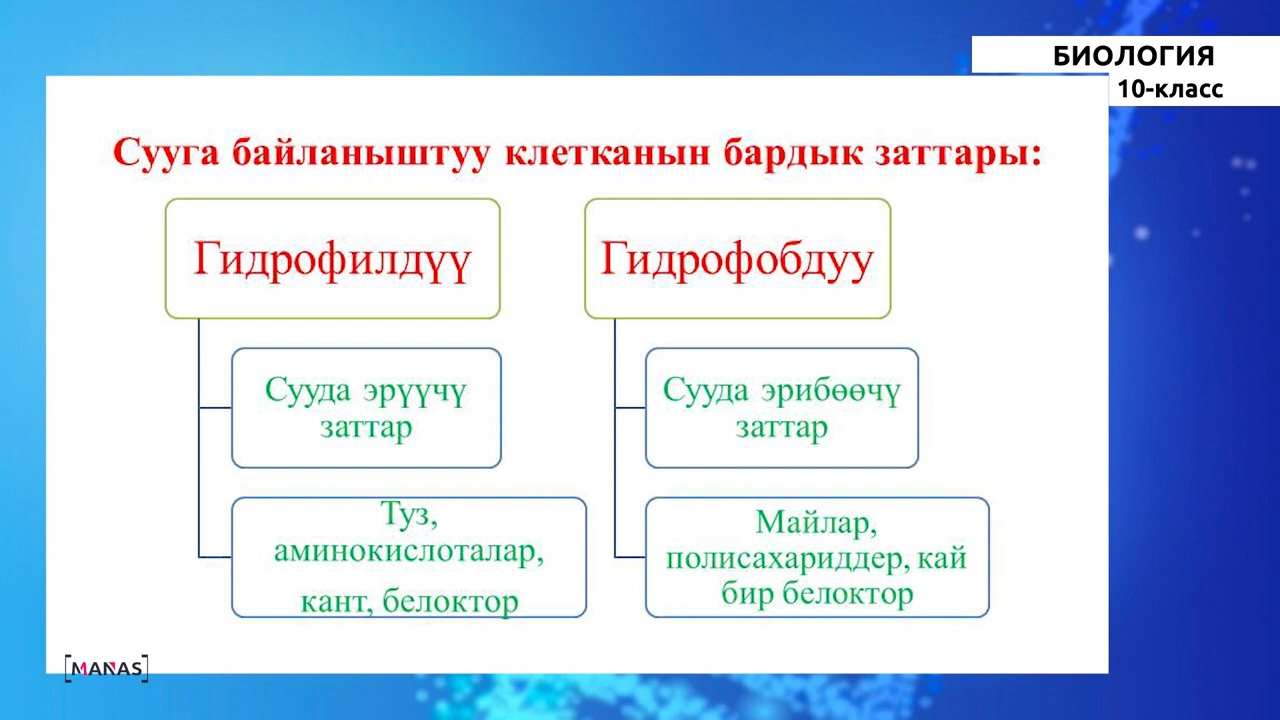 БИОЛОГИЯ
10-класс
Сууга байланыштуу клетканын бардык заттары:
Гидрофилдүү
Сууда эрүүчү
заттар
Туз,
аминокислоталар,
кант, белоктор
Гидрофобдуу
Сууда эрибөөчү
заттар
Майлар,
полисахариддер, кай
бир белоктор
[MANAS]